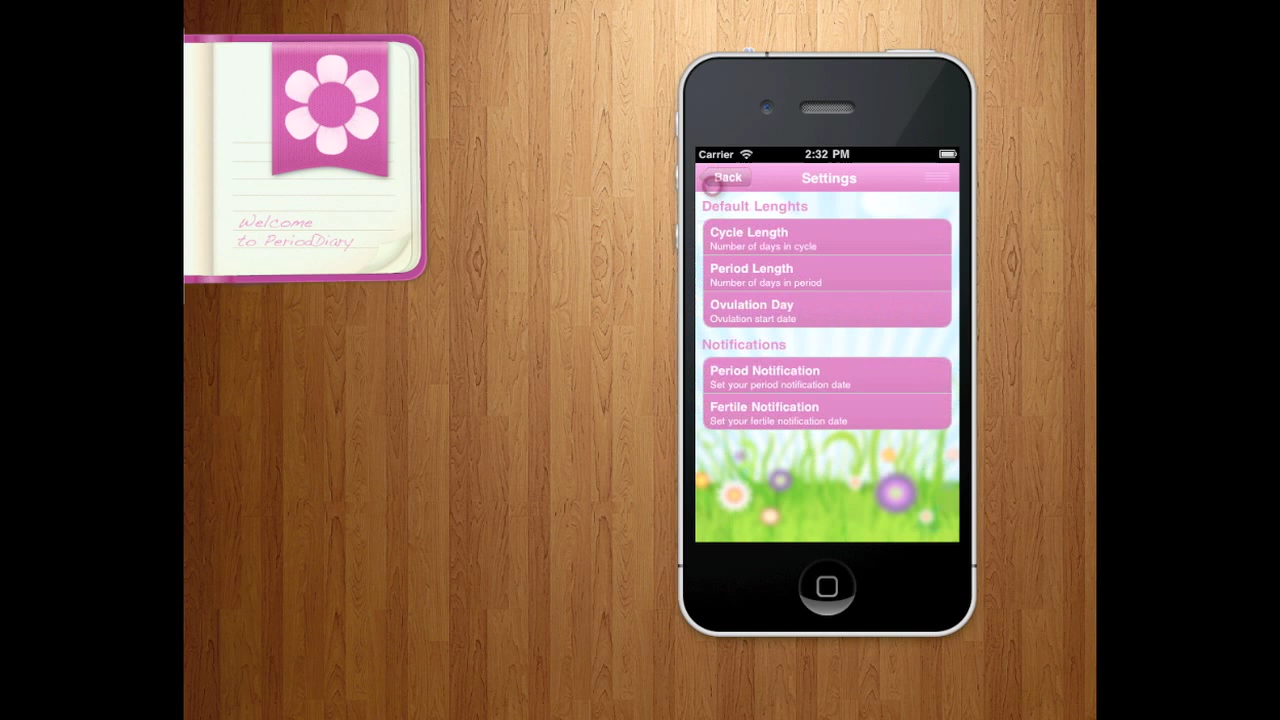 Welcome
to PeriodDiary
Carrier 2:32 PM
Back Settings
Default Lenghts
Cycle Length
Number of days in cycle
Period Length
Number of days in period
Ovulation Day
Ovulation start date
Notifications
Period Notification
Set your period notification date
Fertile Notification
Set your fertile notification date